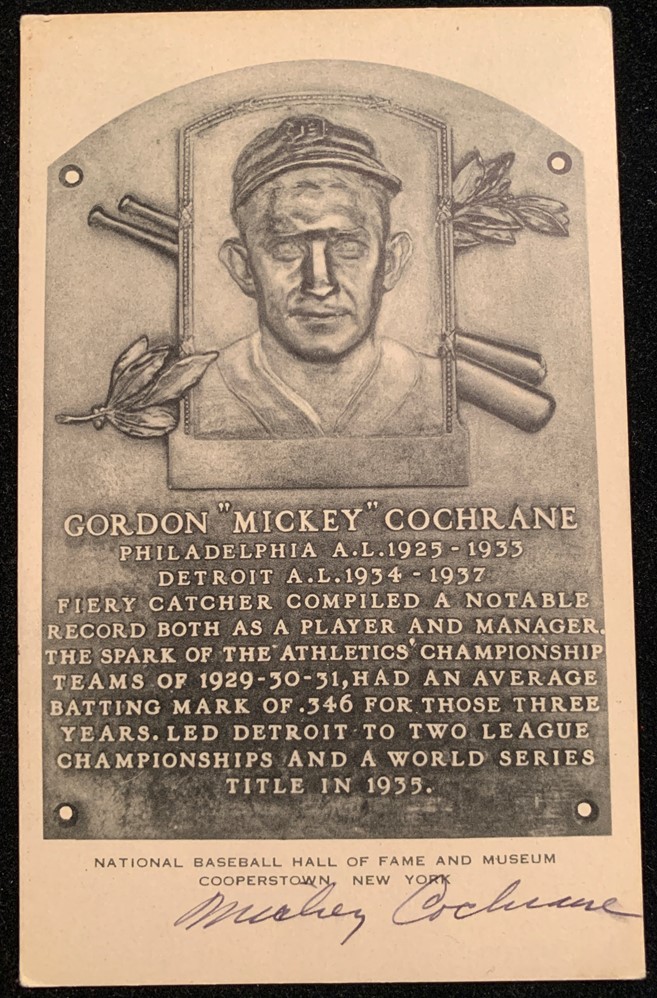 GORDON "MICKEY" COCHRANE
PHILADELPHIA A.L. 1925 - 1933
DETROIT A.L. 1934 - 1937
FIERY CATCHER COMPILED A NOTABLE
RECORD BOTH AS A PLAYER AND MANAGER.
THE SPARK OF THE ATHLETICS' CHAMPIONSHIP
TEAMS OF 1929-30-31, HAD AN AVERAGE
BATTING MARK OF .346 FOR THOSE THREE
YEARS. LED DETROIT TO TWO LEAGUE
CHAMPIONSHIPS AND A WORLD SERIES
TITLE IN 1935.
NATIONAL BASEBALL HALL OF FAME AND MUSEUM
COOPERSTOWN, NEW YORK
Mickey Cochrane